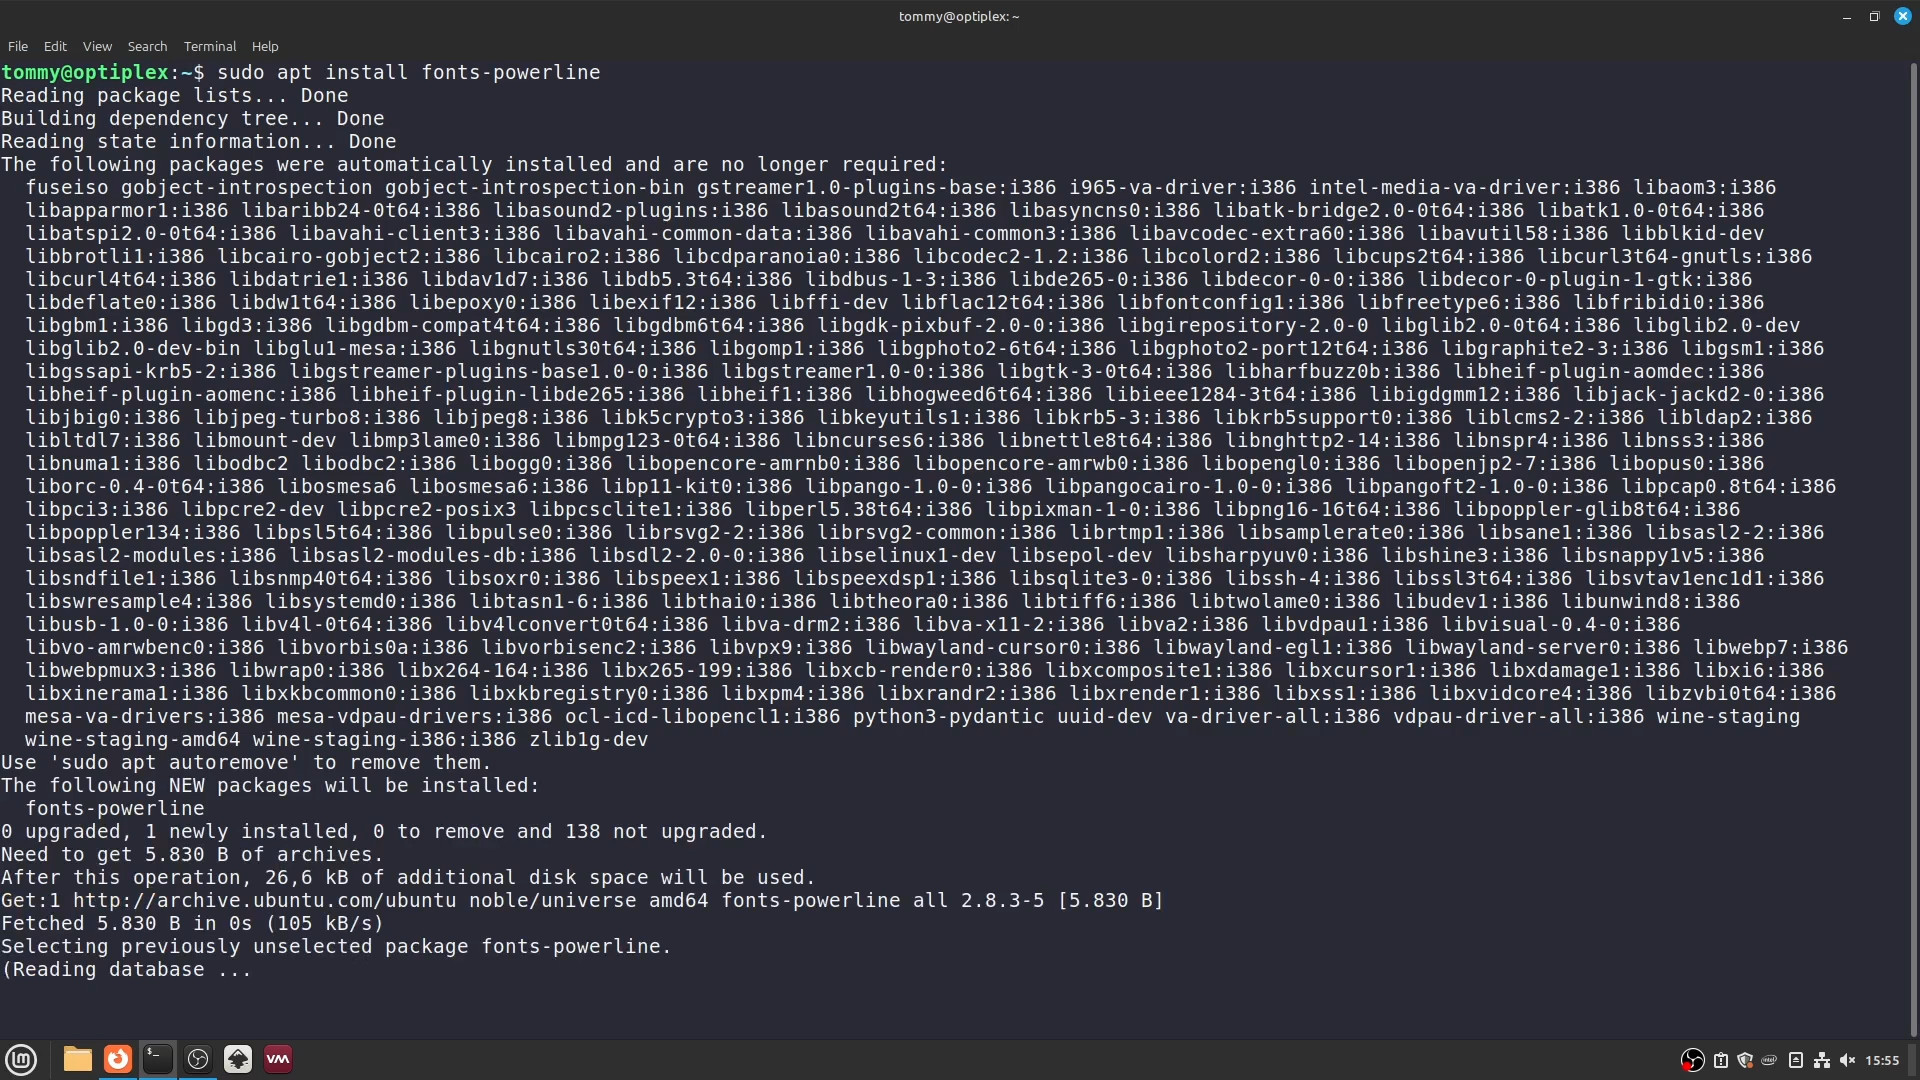 tommy@optiplex: ~
File Edit View Search Terminal Help
tommy@optiplex:~$ sudo apt install fonts-powerline
Reading package lists... Done
Building dependency tree... Done
Reading state information... Done
The following packages were automatically installed and are no longer required:
fuseiso gobject-introspection gobject-introspection-bin gstreamer1.0-plugins-base:i386 i965-va-driver:i386 intel-media-va-driver:i386 libaom3:i386
libapparmor1:i386 libaribb24-0t64:i386 libasound2-plugins:i386 libasound2t64:i386 libasyncns0:i386 libatk-bridge2.0-0t64:i386 libatk1.0-0t64:i386
libatspi2.0-0t64:i386 libavahi-client3:i386 libavahi-common-data:i386 libavahi-common3:i386 libavcodec-extra60:i386 libavutil58:i386 libblkid-dev
libbrotli1:i386 libcairo-gobject2:i386 libcairo2:i386 libcdparanoia0:i386 libcodec2-1.2:i386 libcolord2:i386 libcups2t64:i386 libcurl3t64-gnutls:i386
libcurl4t64:i386 libdatrie1:i386 libdav1d7:i386 libdb5.3t64:i386 libdbus-1-3:i386 libde265-0:i386 libdecor-0-0:i386 libdecor-0-plugin-1-gtk:i386
libdeflate0:i386 libdw1t64:i386 libepoxy0:i386 libexif12:i386 libffi-dev libflac12t64:i386 libfontconfig1:i386 libfreetype6:i386 libfribidi0:i386
libgbm1:i386 libgd3:i386 libgdbm-compat4t64:i386 libgdbm6t64:i386 libgdk-pixbuf-2.0-0:i386 libgirepository-2.0-0 libglib2.0-0t64:i386 libglib2.0-dev
libglib2.0-dev-bin libglu1-mesa:i386 libgnutls30t64:i386 libgomp1:i386 libgphoto2-6t64:i386 libgphoto2-port12t64:i386 libgraphite2-3:i386 libgsm1:i386
libgssapi-krb5-2:i386 libgstreamer-plugins-base1.0-0:i386 libgstreamer1.0-0:i386 libgtk-3-0t64:i386 libharfbuzz0b:i386 libheif-plugin-aomdec:i386
libheif-plugin-aomenc:i386 libheif-plugin-libde265:i386 libheif1:i386 libhogweed6t64:i386 libieee1284-3t64:i386 libigdgmm12:i386 libjack-jackd2-0:i386
libjbig0:i386 libjpeg-turbo8:i386 libjpeg8:i386 libk5crypto3:i386 libkeyutils1:i386 libkrb5-3:i386 libkrb5support0:i386 liblcms2-2:i386 libldap2:i386
libltdl7:i386 libmount-dev libmp3lame0:i386 libmpg123-0t64:i386 libncurses6:i386 libnettle8t64:i386 libnghttp2-14:i386 libnspr4:i386 libnss3:i386
libnuma1:i386 libodbc2 libodbc2:i386 libogg0:i386 libopencore-amrnb0:i386 libopencore-amrwb0:i386 libopengl0:i386 libopenjp2-7:i386 libopus0:i386
liborc-0.4-0t64:i386 libosmesa6 libosmesa6:i386 libp11-kit0:i386 libpango-1.0-0:i386 libpangocairo-1.0-0:i386 libpangoft2-1.0-0:i386 libpcap0.8t64:i386
libpci3:i386 libpcre2-dev libpcre2-posix3 libpcsclite1:i386 libperl5.38t64:i386 libpixman-1-0:i386 libpng16-16t64:i386 libpoppler-glib8t64:i386
libpoppler134:i386 libpsl5t64:i386 libpulse0:i386 librsvg2-2:i386 librsvg2-common:i386 librtmp1:i386 libsamplerate0:i386 libsane1:i386 libsasl2-2:i386
libsasl2-modules:i386 libsasl2-modules-db:i386 libsdl2-2.0-0:i386 libselinux1-dev libsepol-dev libsharpyuv0:i386 libshine3:i386 libsnappy1v5:i386
libsndfile1:i386 libsnmp40t64:i386 libsoxr0:i386 libspeex1:i386 libspeexdsp1:i386 libsqlite3-0:i386 libssh-4:i386 libssl3t64:i386 libsvtav1enc1d1:i386
libswresample4:i386 libsystemd0:i386 libtasn1-6:i386 libthai0:i386 libtheora0:i386 libtiff6:i386 libtwolame0:i386 libudev1:i386 libunwind8:i386
libusb-1.0-0:i386 libv4l-0t64:i386 libv4lconvert0t64:i386 libva-drm2:i386 libva-x11-2:i386 libva2:i386 libvdpau1:i386 libvisual-0.4-0:i386
libvo-amrwbenc0:i386 libvorbis0a:i386 libvorbisenc2:i386 libvpx9:i386 libwayland-cursor0:i386 libwayland-egl1:i386 libwayland-server0:i386 libwebp7:i386
libwebpmux3:i386 libwrap0:i386 libx264-164:i386 libx265-199:i386 libxcb-render0:i386 libxcomposite1:i386 libxcursor1:i386 libxdamage1:i386 libxi6:i386
libxinerama1:i386 libxkbcommon0:i386 libxkbregistry0:i386 libxpm4:i386 libxrandr2:i386 libxrender1:i386 libxss1:i386 libxvidcore4:i386 libzvbi0t64:i386
mesa-va-drivers:i386 mesa-vdpau-drivers:i386 ocl-icd-libopencl1:i386 python3-pydantic uuid-dev va-driver-all:i386 vdpau-driver-all:i386 wine-staging
wine-staging-amd64 wine-staging-i386:i386 zlib1g-dev
Use 'sudo apt autoremove' to remove them.
The following NEW packages will be installed:
fonts-powerline
0 upgraded, 1 newly installed, 0 to remove and 138 not upgraded.
Need to get 5.830 B of archives.
After this operation, 26,6 kB of additional disk space will be used.
Get:1 http://archive.ubuntu.com/ubuntu noble/universe amd64 fonts-powerline all 2.8.3-5 [5.830 B]
Fetched 5.830 B in 0s (105 kB/s)
Selecting previously unselected package fonts-powerline.
(Reading database ...
15:55